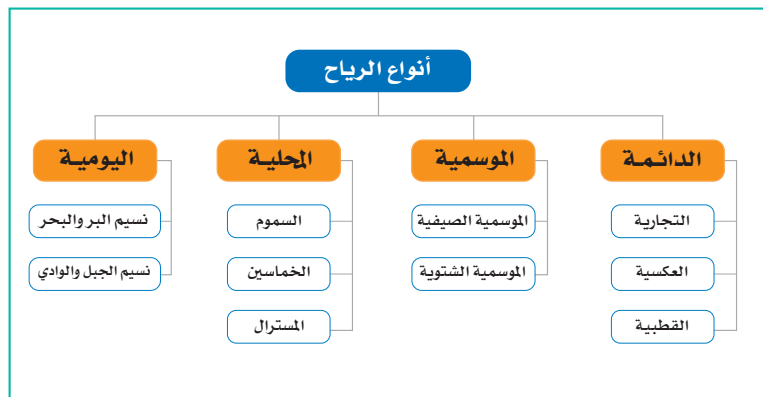 أنواع الرياح
الدائمة
التجارية
العكسية
القطبية
الموسمية
الموسمية الصيفية
الموسمية الشتوية
المحلية
السموم
الخماسين
المسترال
اليومية
نسيم البر والبحر
نسيم الجبل والوادي